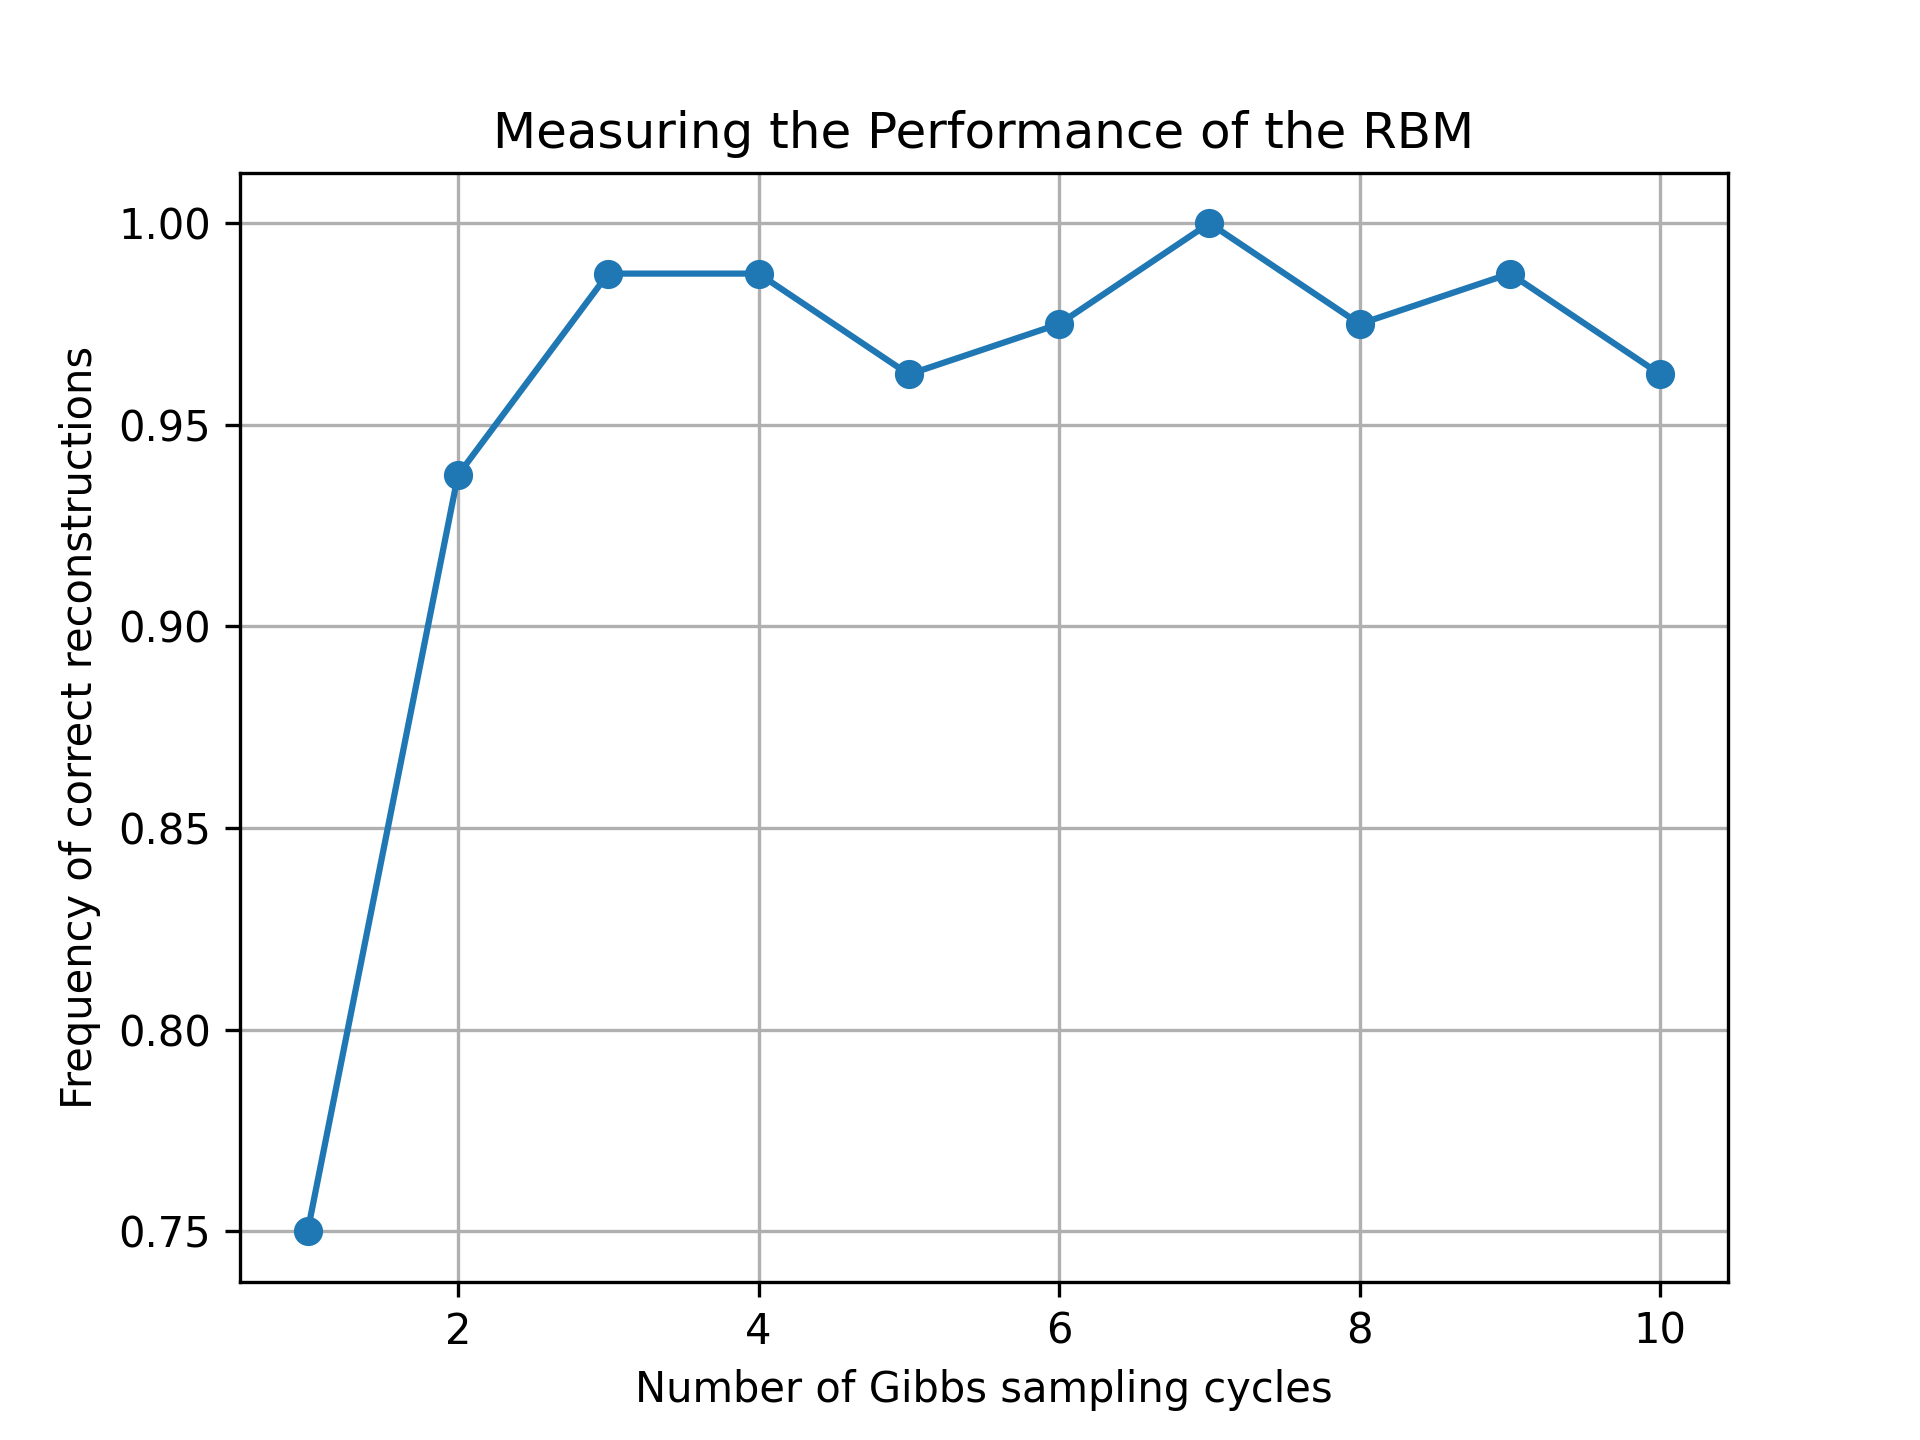 Measuring the Performance of the RBM
1.00
0.95
0.90
0.85
0.80
0.75
Frequency of correct reconstructions
2 4 6 8 10
Number of Gibbs sampling cycles